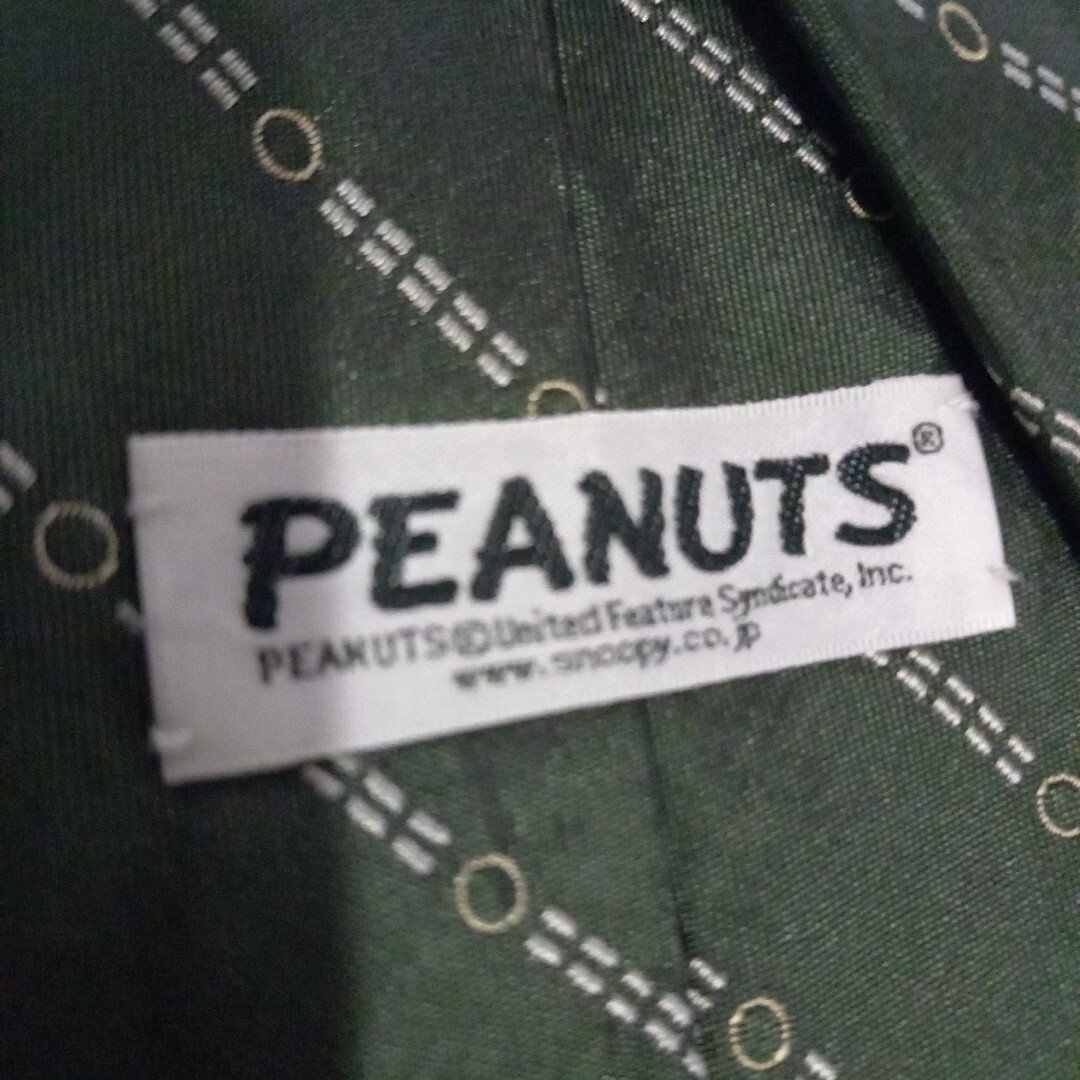 PEANUTS®
PEANUTS©United Feature Syndicate, Inc.
www.snoopy.co.jp